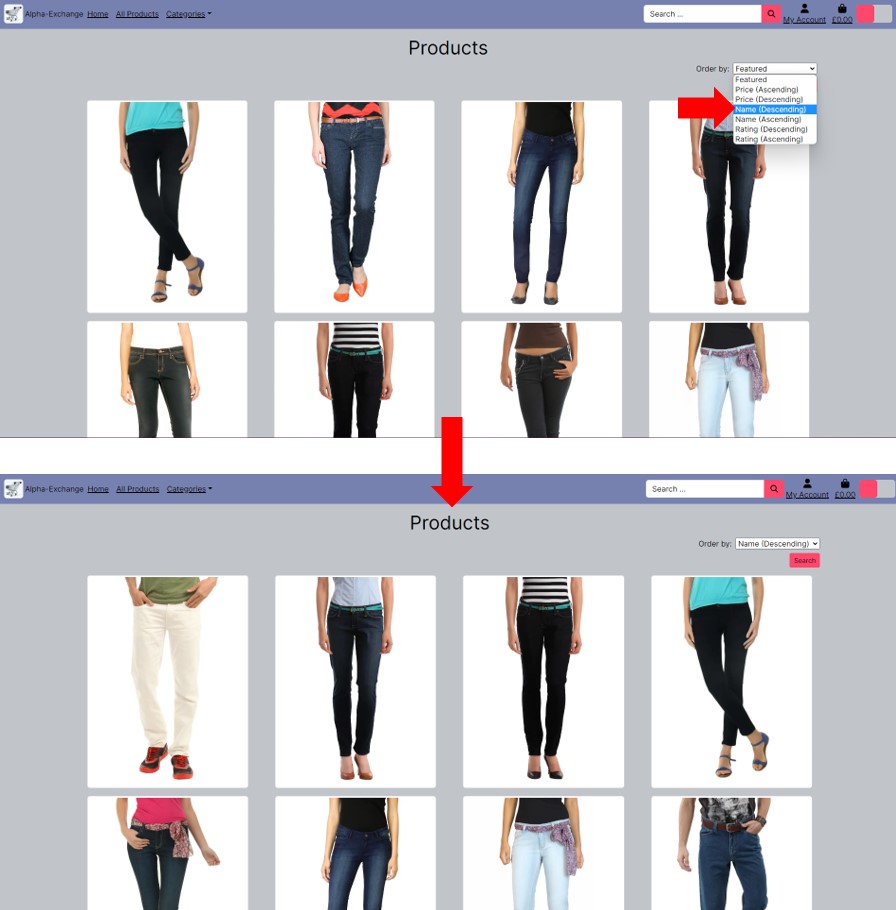 Alpha-Exchange Home All Products Categories Search ... My Account £0.00
Products
Order by: Featured
Featured
Price (Ascending)
Price (Descending)
Name (Descending)
Name (Ascending)
Rating (Descending)
Rating (Ascending)
Alpha-Exchange Home All Products Categories Search ... My Account £0.00
Products
Order by: Name (Descending)
Search